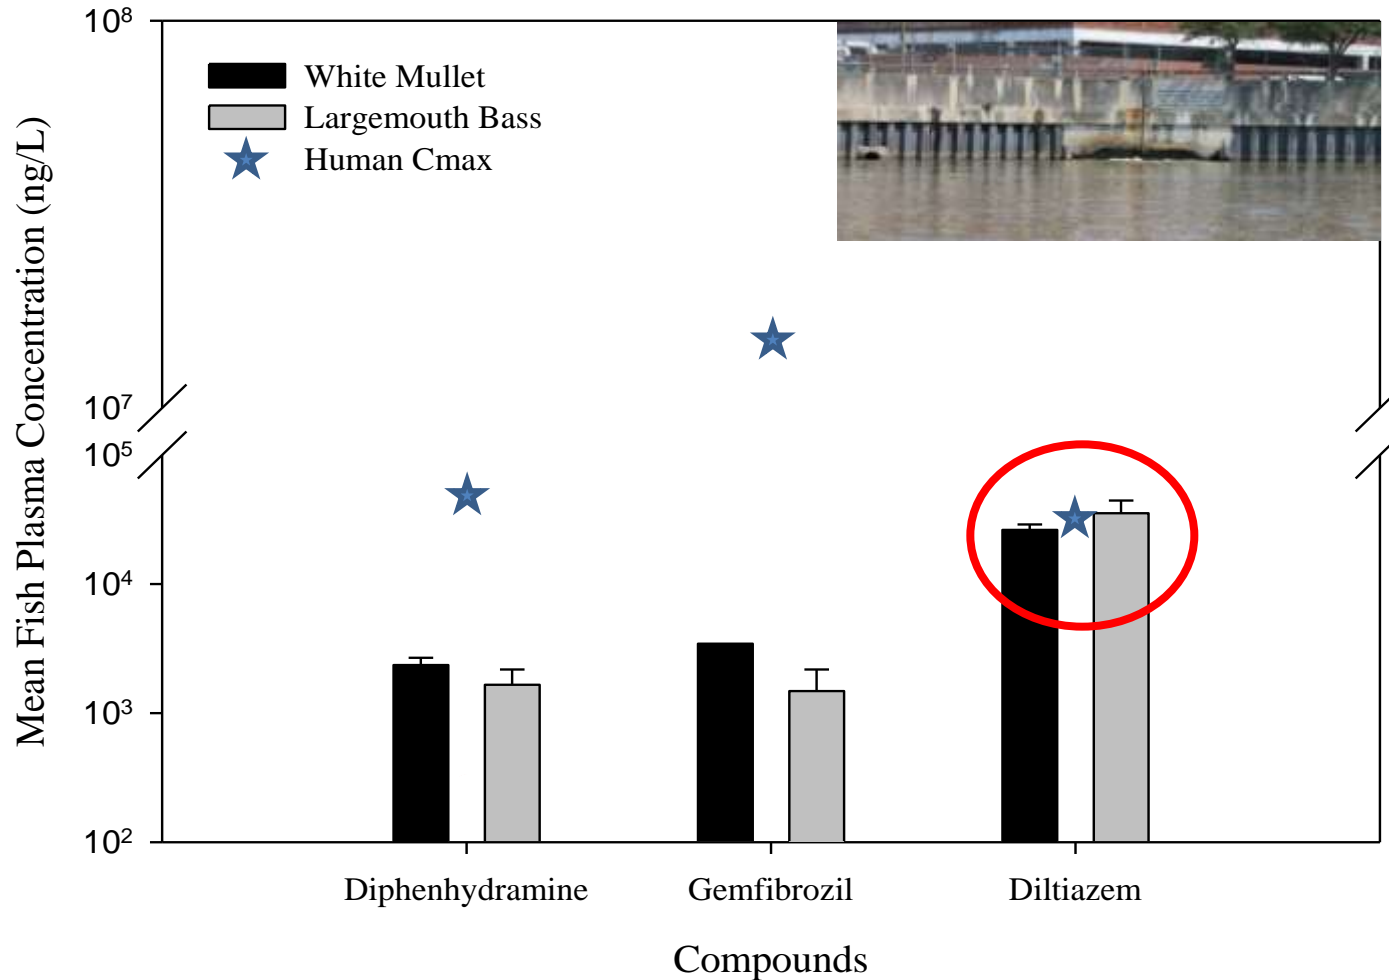 Mean Fish Plasma Concentration (ng/L)
10⁸
10⁷
10⁵
10⁴
10³
10²
White Mullet
Largemouth Bass
Human Cmax
Diphenhydramine
Gemfibrozil
Diltiazem
Compounds